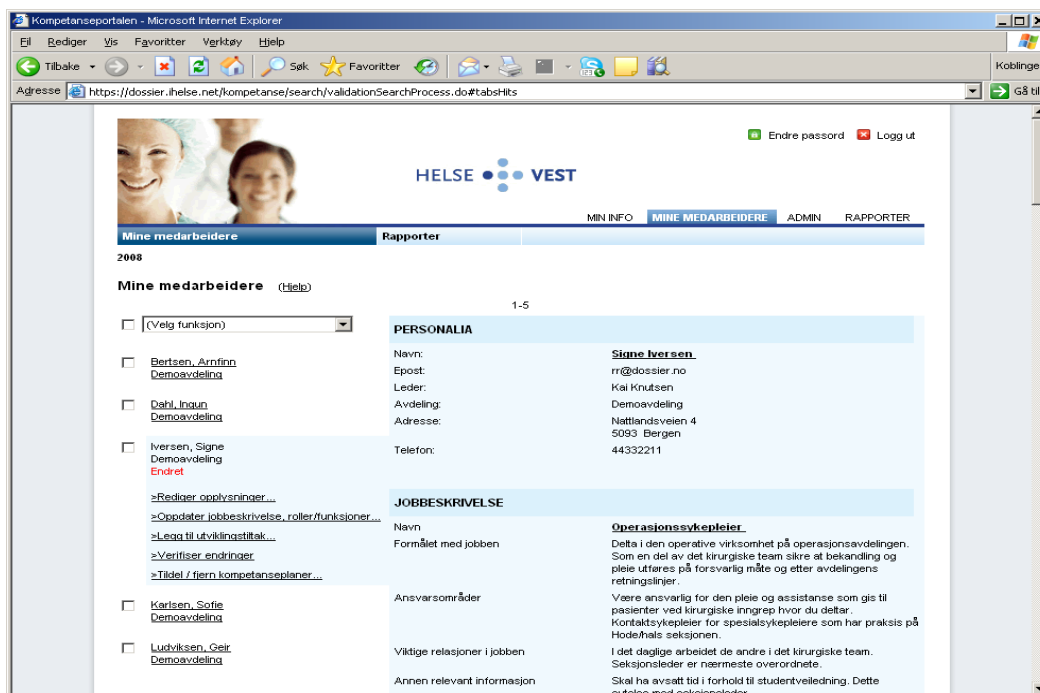 Kompetanseportalen - Microsoft Internet Explorer
Fil Rediger Vis Favoritter Verktøy Hjelp
Tilbake Søk Favoritter Koblinge
Adresse https://dossier.ihelse.net/kompetanse/search/validationSearchProcess.do#tabsHits Gå til
Endre passord Logg ut
HELSE VEST
MIN INFO MINE MEDARBEIDERE ADMIN RAPPORTER
Mine medarbeidere Rapporter
2008
Mine medarbeidere (Hjelp)
1-5
(Velg funksjon)
Bertsen, Arnfinn
Demoavdeling
Dahl, Ingun
Demoavdeling
Iversen, Signe
Demoavdeling
Endret
>Rediger opplysninger...
>Oppdater jobbeskrivelse, roller/funksjoner...
>Legg til utviklingstiltak...
>Verifiser endringer
>Tildel / fjern kompetanseplaner...
Karlsen, Sofie
Demoavdeling
Ludviksen, Geir
Demoavdeling
PERSONALIA
Navn: Signe Iversen
Epost: rr@dossier.no
Leder: Kai Knutsen
Avdeling: Demoavdeling
Adresse: Nattlandsveien 4
5093 Bergen
Telefon: 44332211
JOBBESKRIVELSE
Navn Operasjonssykepleier
Formålet med jobben Delta i den operative virksomhet på operasjonsavdelingen.
Som en del av det kirurgiske team sikre at behandling og
pleie utføres på forsvarlig måte og etter avdelingens
retningslinjer.
Ansvarsområder Være ansvarlig for den pleie og assistanse som gis til
pasienter ved kirurgiske inngrep hvor du deltar.
Kontaktsykepleier for spesialsykepleiere som har praksis på
Hode/hals seksjonen.
Viktige relasjoner i jobben I det daglige arbeidet de andre i det kirurgiske team.
Seksjonsleder er nærmeste overordnete.
Annen relevant informasjon Skal ha avsatt tid i forhold til studentveiledning. Dette